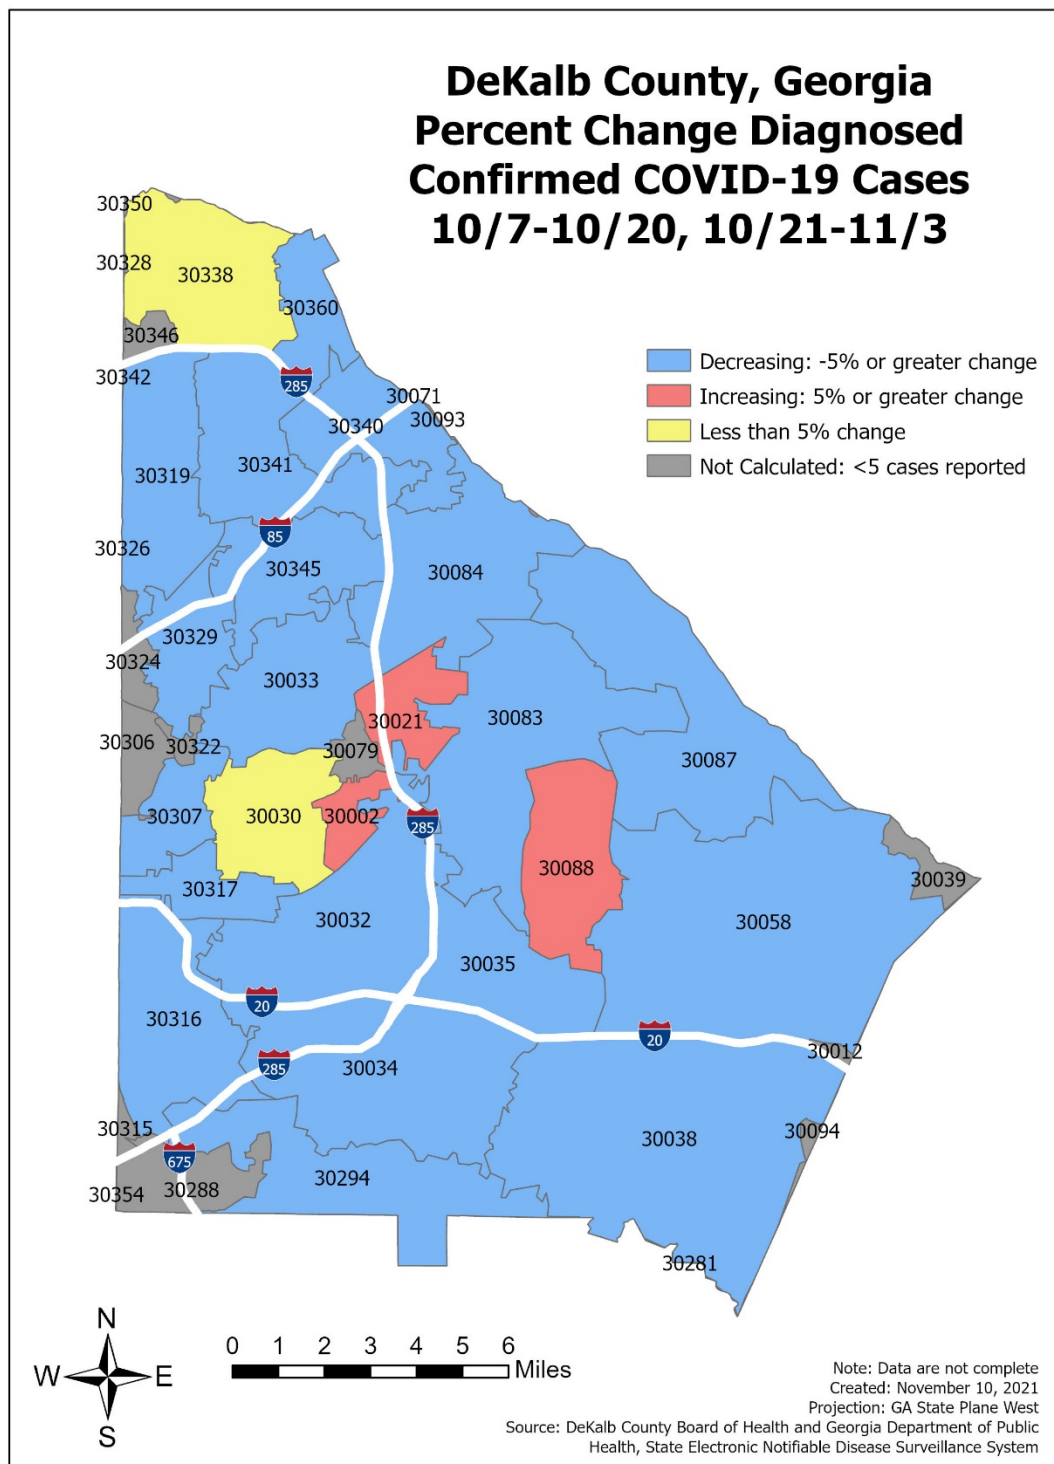 DeKalb County, Georgia
Percent Change Diagnosed
Confirmed COVID-19 Cases
10/7-10/20, 10/21-11/3
Decreasing: -5% or greater change
Increasing: 5% or greater change
Less than 5% change
Not Calculated: <5 cases reported
30350
30328
30338
30360
30346
30342
285
30071
30093
30340
30341
30319
85
30326
30345
30084
30329
30324
30033
30021
30083
30306
30322
30079
30087
30307
30030
30002
285
30088
30039
30317
30032
30058
30035
20
30316
20
30012
285
30034
30315
30038
30094
675
30354
30288
30294
30281
N
W
E
S
0 1 2 3 4 5 6
Miles
Note: Data are not complete
Created: November 10, 2021
Projection: GA State Plane West
Source: DeKalb County Board of Health and Georgia Department of Public
Health, State Electronic Notifiable Disease Surveillance System